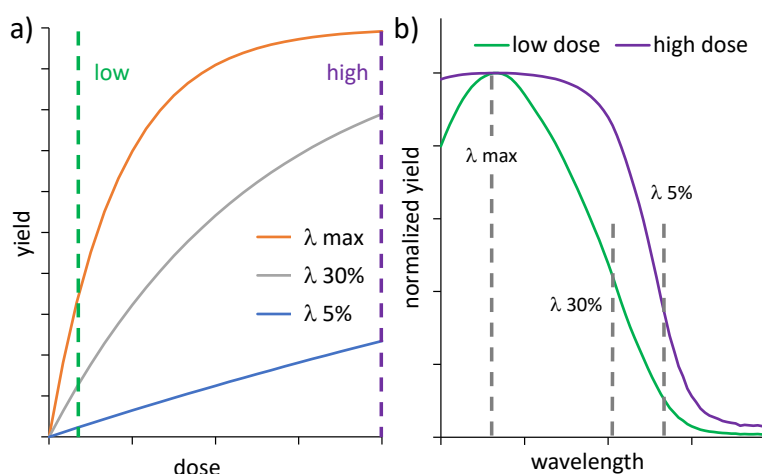 a)
low
high
yield
λ max
λ 30%
λ 5%
dose
b)
low dose
high dose
normalized yield
λ max
λ 5%
λ 30%
wavelength